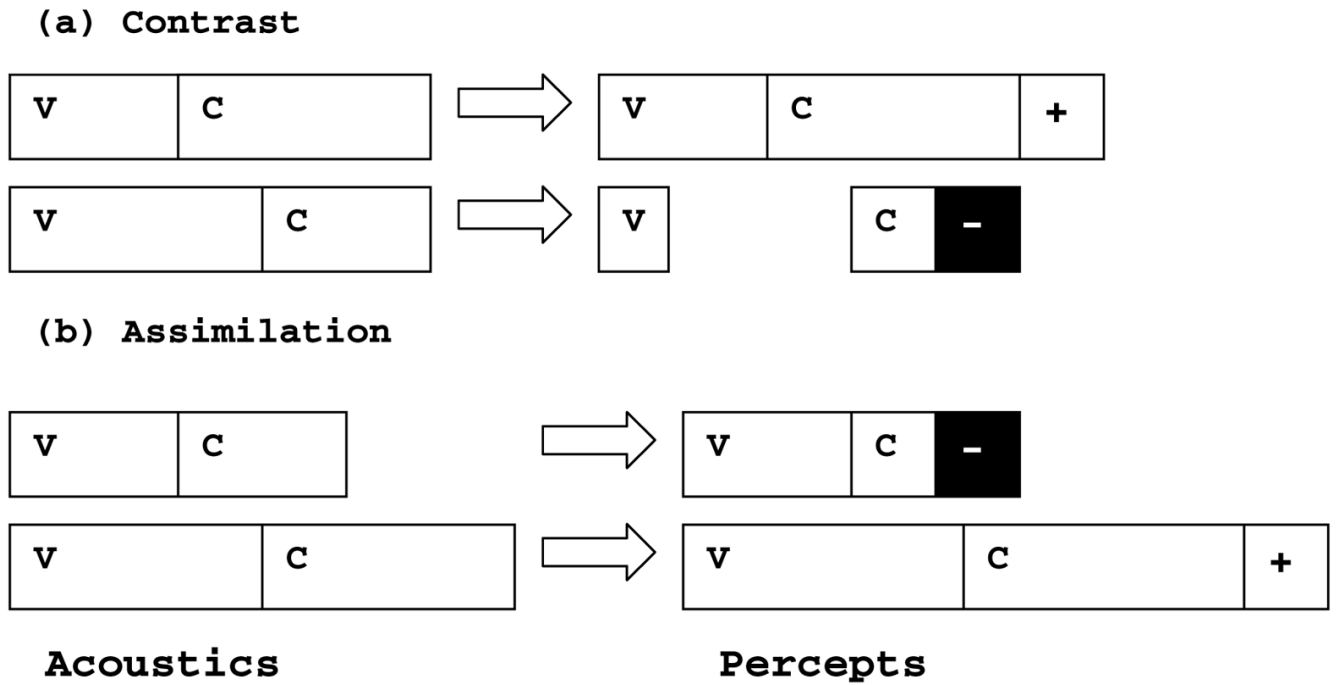 (a) Contrast
V C V C +
V C V C −
(b) Assimilation
V C V C −
V C V C +
Acoustics Percepts